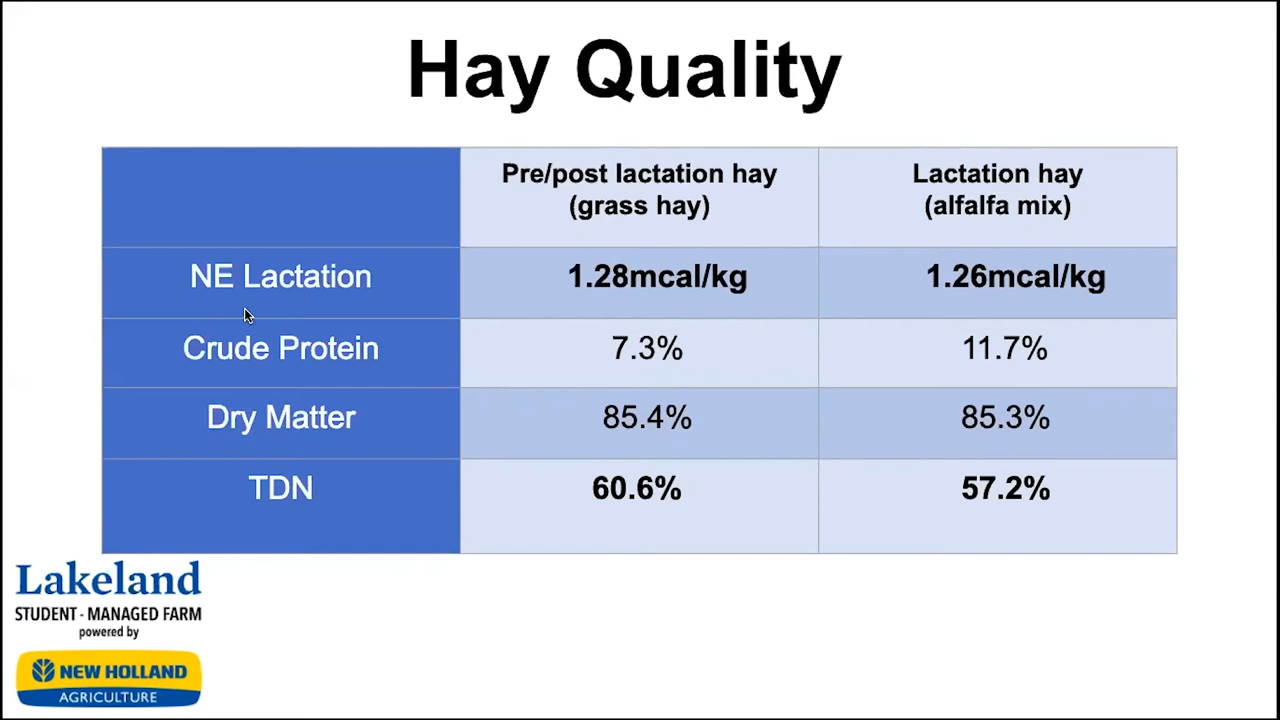 Hay Quality
Pre/post lactation hay
(grass hay)
Lactation hay
(alfalfa mix)
NE Lactation
1.28mcal/kg
1.26mcal/kg
Crude Protein
7.3%
11.7%
Dry Matter
85.4%
85.3%
TDN
60.6%
57.2%
Lakeland
STUDENT - MANAGED FARM
powered by
NEW HOLLAND
AGRICULTURE